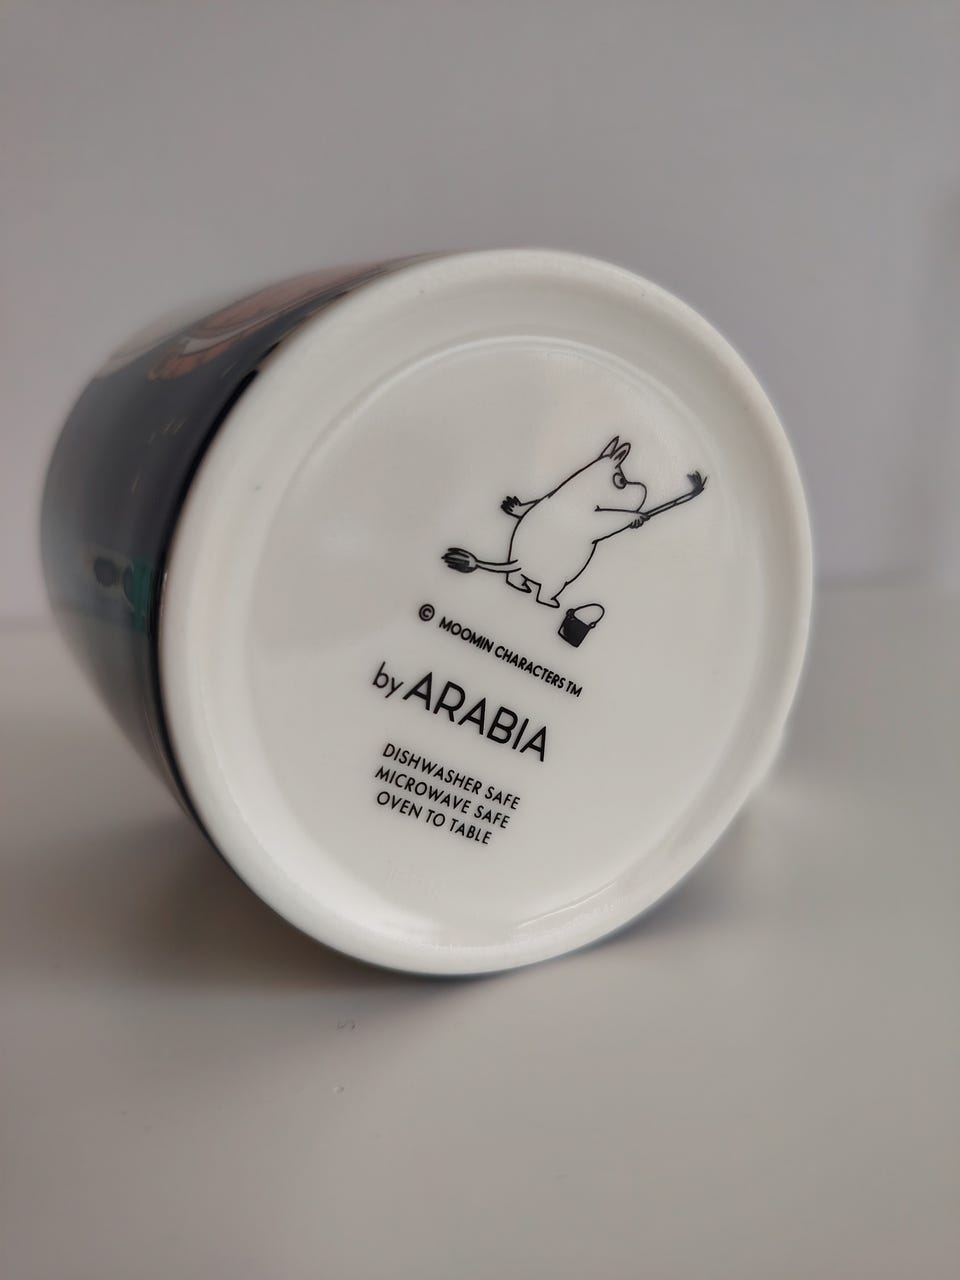 © MOOMIN CHARACTERS TM
by ARABIA
DISHWASHER SAFE
MICROWAVE SAFE
OVEN TO TABLE